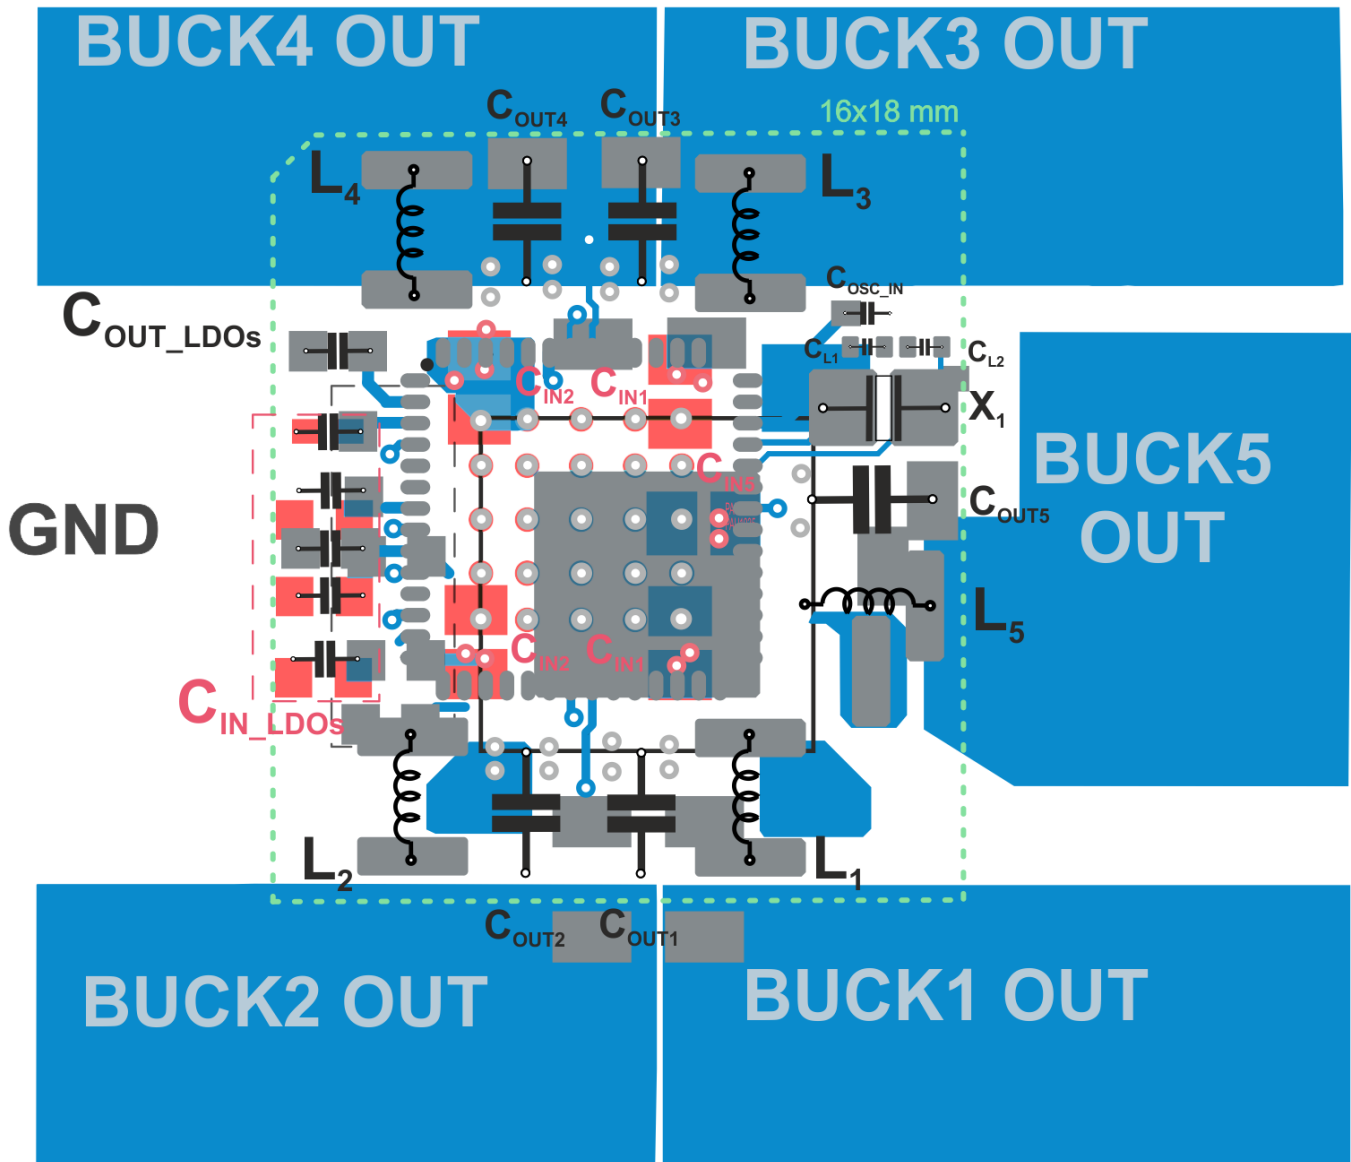 BUCK4 OUT
BUCK3 OUT
COUT4
COUT3
16x18 mm
L4
L3
COSC_IN
COUT_LDOs
CL1
CL2
CIN2
CIN1
X1
BUCK5
OUT
CIN5
COUT5
GND
L5
CIN2
CIN1
CIN_LDOs
L2
L1
COUT2
COUT1
BUCK2 OUT
BUCK1 OUT